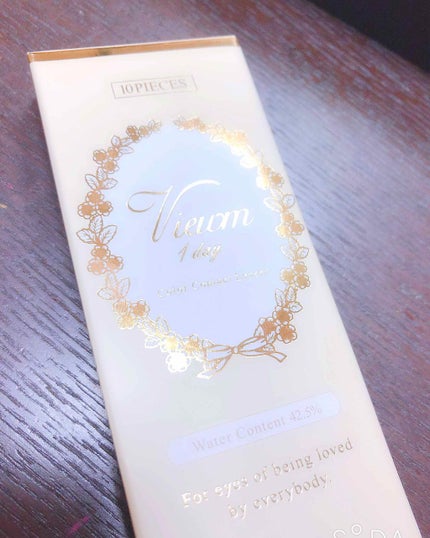 10PIECES
Viewm
1 day
Water Content 42.5%
For eyes of being loved
by everybody.
SODA